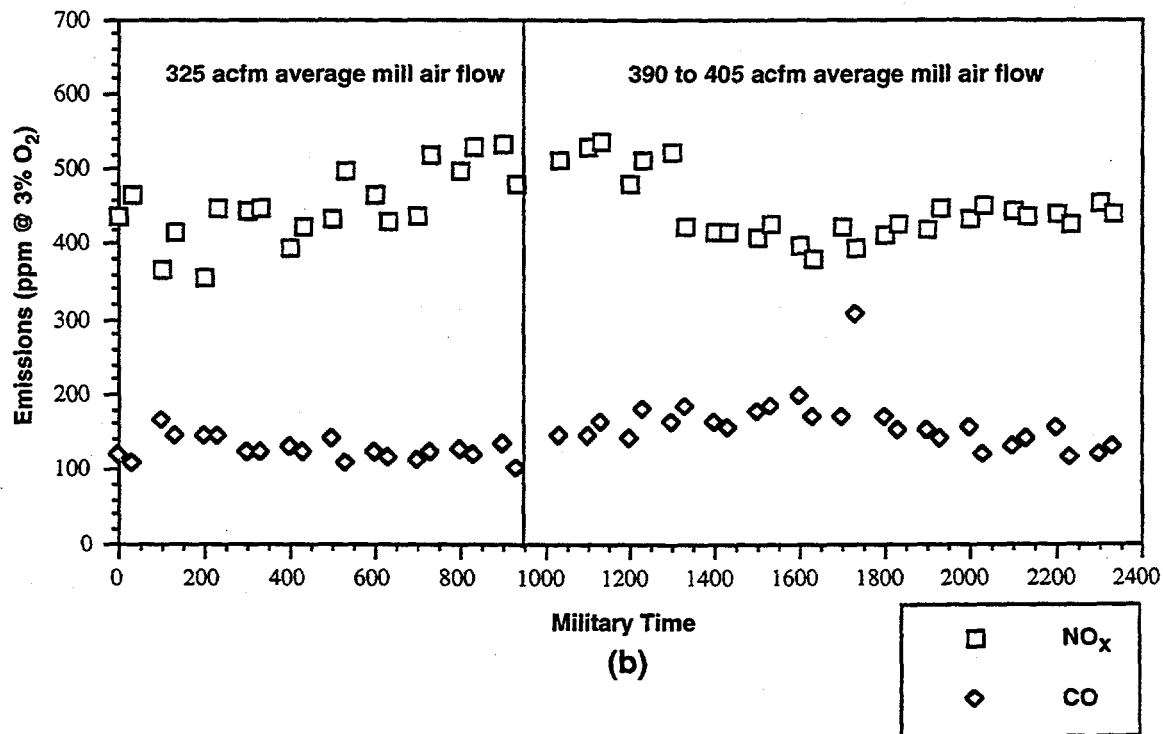 700
600
500
400
300
200
100
0
Emissions (ppm @ 3% O₂)
325 acfm average mill air flow
390 to 405 acfm average mill air flow
0 200 400 600 800 1000 1200 1400 1600 1800 2000 2200 2400
Military Time
(b)
NOₓ
CO